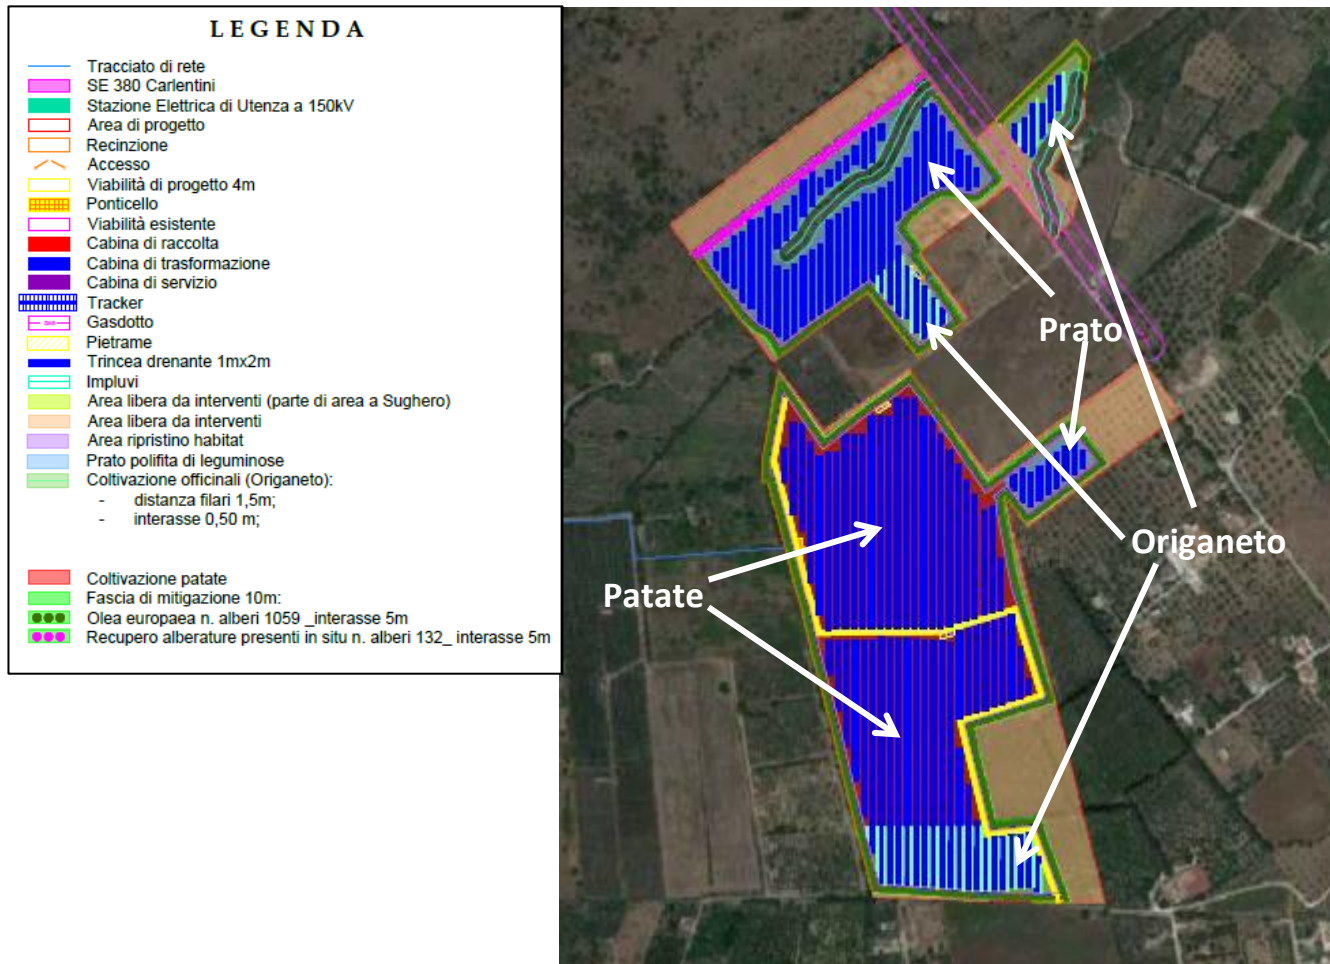 LEGENDA
Tracciato di rete
SE 380 Carlentini
Stazione Elettrica di Utenza a 150kV
Area di progetto
Recinzione
Accesso
Viabilità di progetto 4m
Ponticello
Viabilità esistente
Cabina di raccolta
Cabina di trasformazione
Cabina di servizio
Tracker
Gasdotto
Pietrame
Trincea drenante 1mx2m
Impluvi
Area libera da interventi (parte di area a Sughero)
Area libera da interventi
Area ripristino habitat
Prato polifita di leguminose
Coltivazione officinali (Origaneto):
- distanza filari 1,5m;
- interasse 0,50 m;
Coltivazione patate
Fascia di mitigazione 10m:
Olea europaea n. alberi 1059 _interasse 5m
Recupero alberature presenti in situ n. alberi 132_ interasse 5m
Prato
Origaneto
Patate